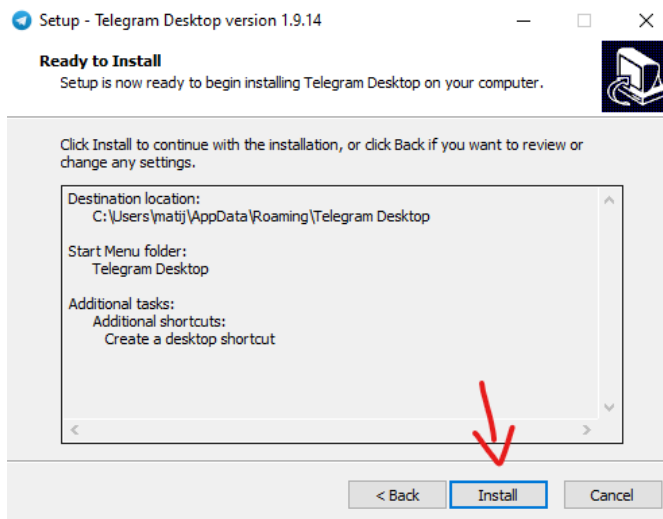 Setup - Telegram Desktop version 1.9.14
Ready to Install
Setup is now ready to begin installing Telegram Desktop on your computer.
Click Install to continue with the installation, or click Back if you want to review or
change any settings.
Destination location:
C:\Users\matij\AppData\Roaming\Telegram Desktop
Start Menu folder:
Telegram Desktop
Additional tasks:
Additional shortcuts:
Create a desktop shortcut
< Back Install Cancel